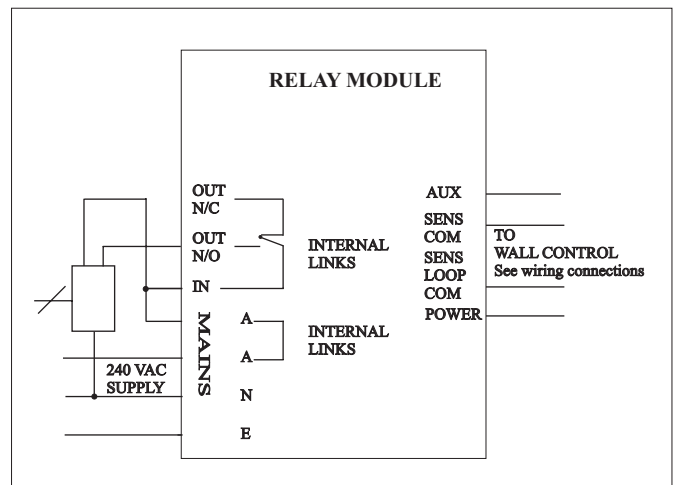 RELAY MODULE
OUT
N/C
OUT
N/O
IN
MAINS
A
A
N
E
INTERNAL
LINKS
INTERNAL
LINKS
240 VAC
SUPPLY
AUX
SENS
COM
SENS
LOOP
COM
POWER
TO
WALL CONTROL
See wiring connections